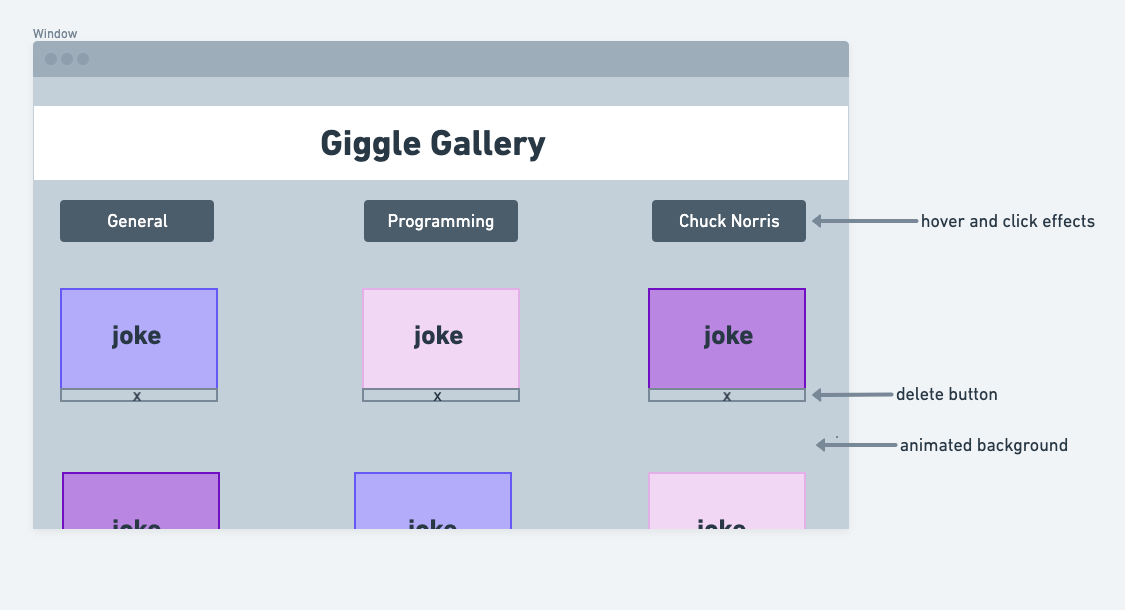 Window
Giggle Gallery
General
Programming
Chuck Norris
hover and click effects
joke
joke
joke
x
x
x
delete button
animated background
joke
joke
joke